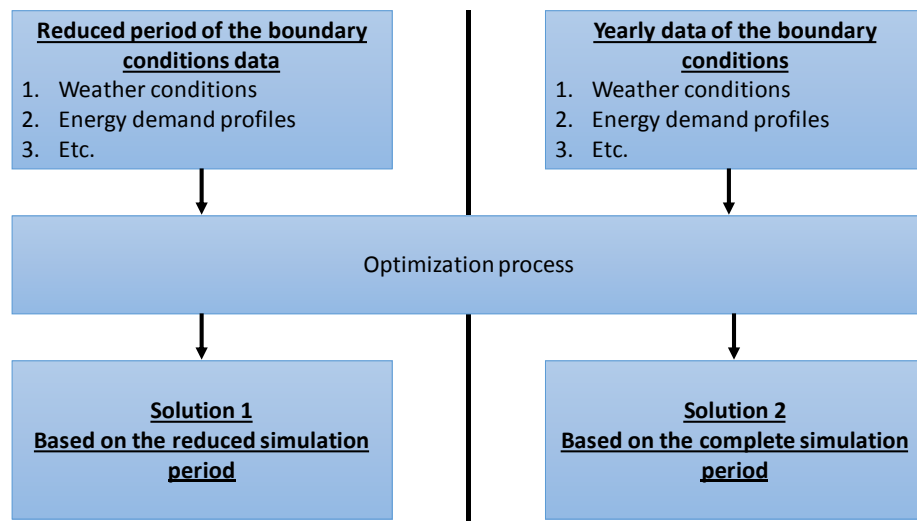 Reduced period of the boundary
conditions data
1. Weather conditions
2. Energy demand profiles
3. Etc.
Yearly data of the boundary
conditions
1. Weather conditions
2. Energy demand profiles
3. Etc.
Optimization process
Solution 1
Based on the reduced simulation
period
Solution 2
Based on the complete simulation
period